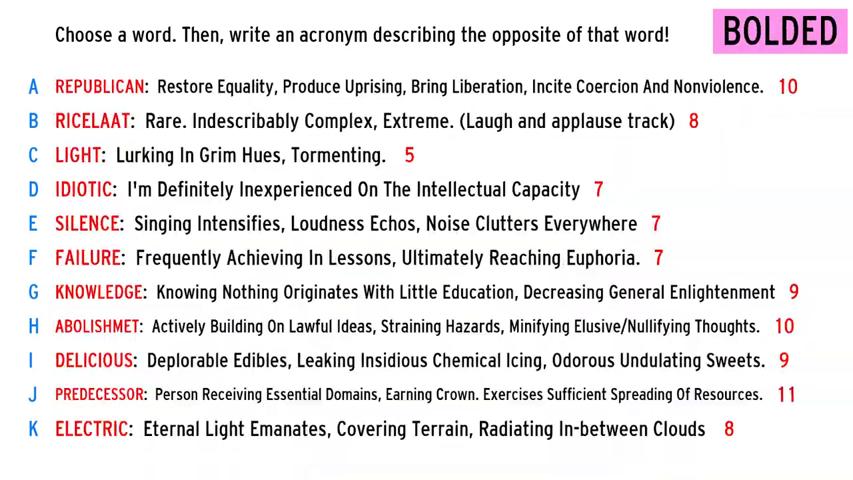 Choose a word. Then, write an acronym describing the opposite of that word!
BOLDED
A REPUBLICAN: Restore Equality, Produce Uprising, Bring Liberation, Incite Coercion And Nonviolence. 10
B RICELAAT: Rare. Indescribably Complex, Extreme. (Laugh and applause track) 8
C LIGHT: Lurking In Grim Hues, Tormenting. 5
D IDIOTIC: I'm Definitely Inexperienced On The Intellectual Capacity 7
E SILENCE: Singing Intensifies, Loudness Echos, Noise Clutters Everywhere 7
F FAILURE: Frequently Achieving In Lessons, Ultimately Reaching Euphoria. 7
G KNOWLEDGE: Knowing Nothing Originates With Little Education, Decreasing General Enlightenment 9
H ABOLISHMET: Actively Building On Lawful Ideas, Straining Hazards, Minifying Elusive/Nullifying Thoughts. 10
I DELICIOUS: Deplorable Edibles, Leaking Insidious Chemical Icing, Odorous Undulating Sweets. 9
J PREDECESSOR: Person Receiving Essential Domains, Earning Crown. Exercises Sufficient Spreading Of Resources. 11
K ELECTRIC: Eternal Light Emanates, Covering Terrain, Radiating In-between Clouds 8